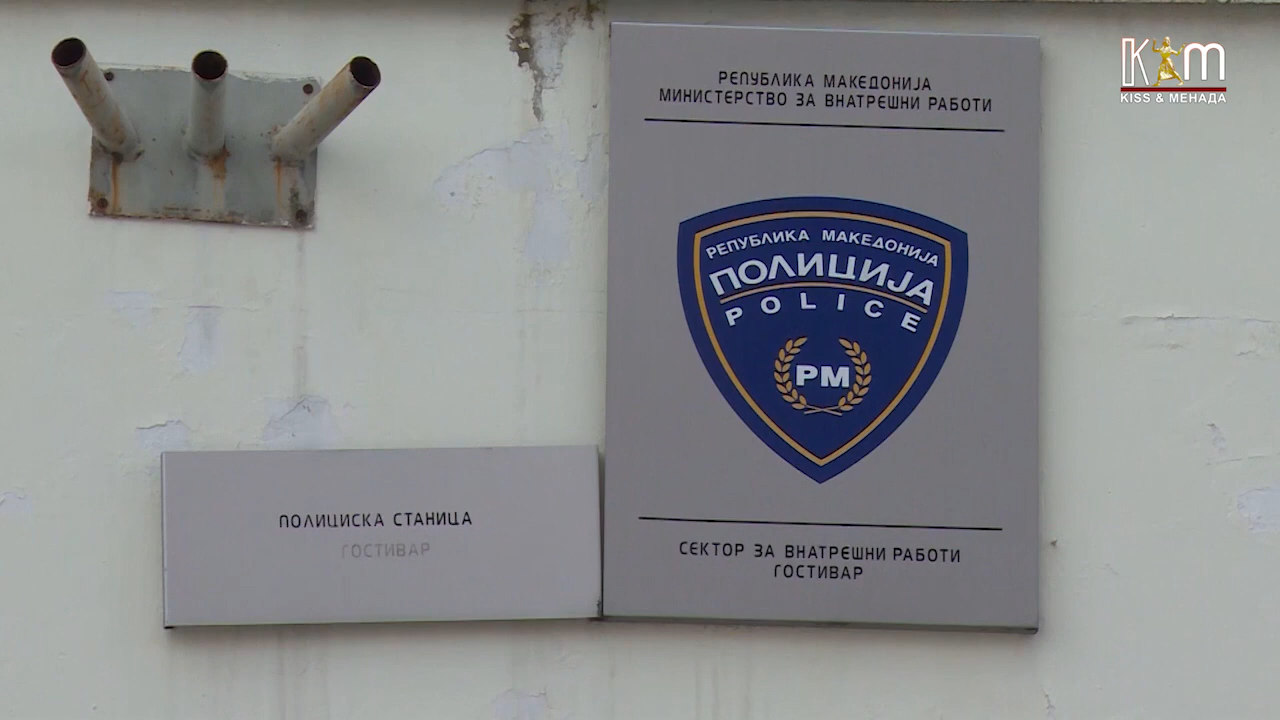 РЕПУБЛИКА МАКЕДОНИЈА
МИНИСТЕРСТВО ЗА ВНАТРЕШНИ РАБОТИ
РЕПУБЛИКА МАКЕДОНИЈА
ПОЛИЦИЈА
POLICE
РМ
СЕКТОР ЗА ВНАТРЕШНИ РАБОТИ
ГОСТИВАР
ПОЛИЦИСКА СТАНИЦА
ГОСТИВАР
KM
KISS & МЕНАДА